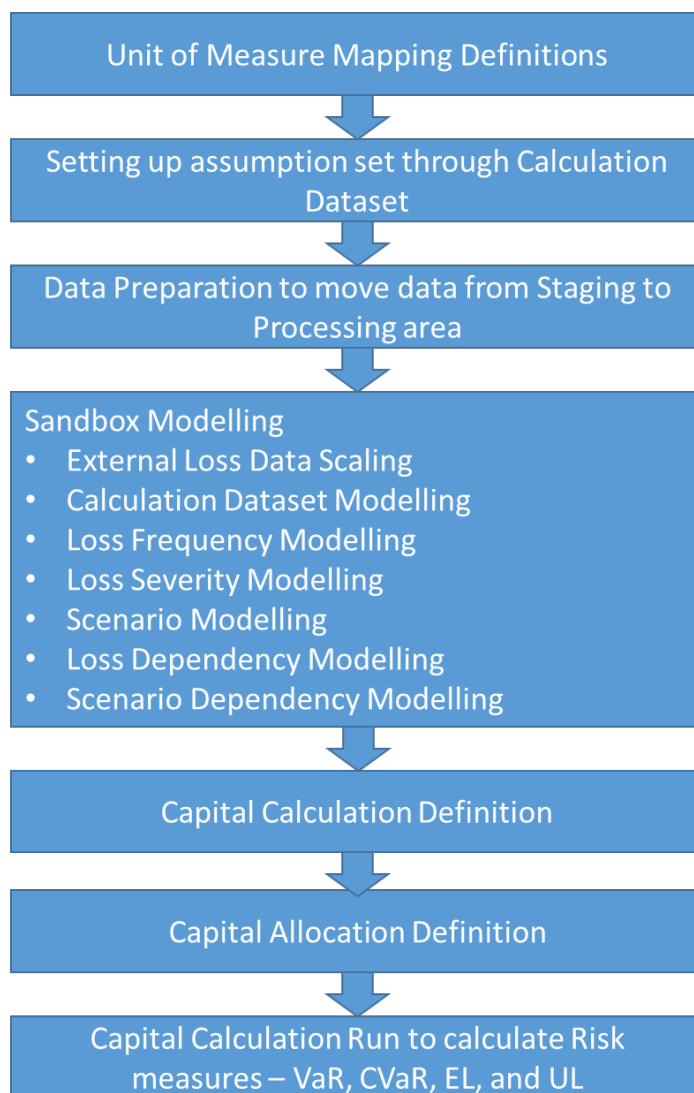 Unit of Measure Mapping Definitions
Setting up assumption set through Calculation
Dataset
Data Preparation to move data from Staging to
Processing area
Sandbox Modelling
• External Loss Data Scaling
• Calculation Dataset Modelling
• Loss Frequency Modelling
• Loss Severity Modelling
• Scenario Modelling
• Loss Dependency Modelling
• Scenario Dependency Modelling
Capital Calculation Definition
Capital Allocation Definition
Capital Calculation Run to calculate Risk
measures – VaR, CVaR, EL, and UL